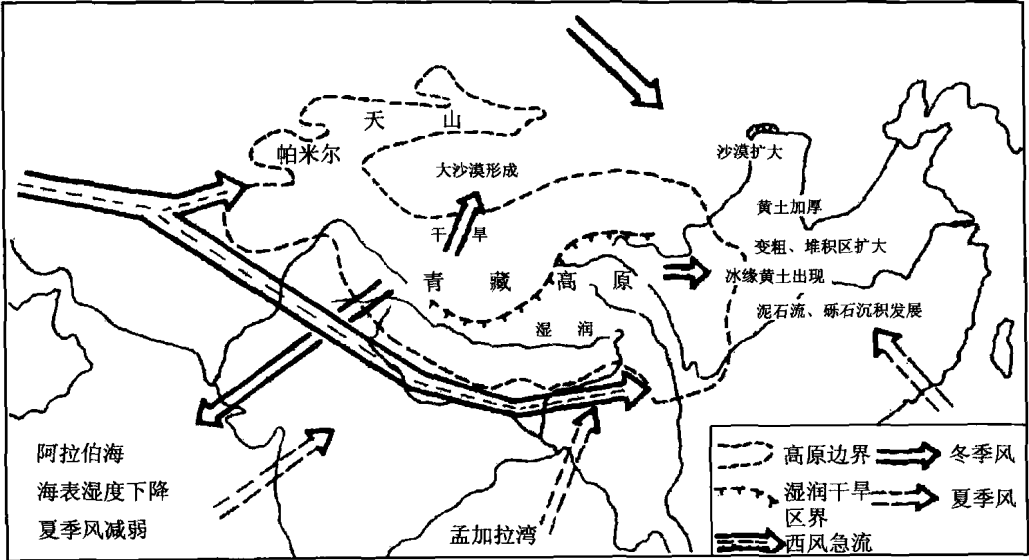 天 山
帕米尔
大沙漠形成
沙漠扩大
黄土加厚
干 旱
变粗、堆积区扩大
青 藏 高 原
冰缘黄土出现
湿 润
泥石流、砾石沉积发展
阿拉伯海
海表湿度下降
夏季风减弱
孟加拉湾
高原边界
冬季风
湿润干旱
区界
夏季风
西风急流